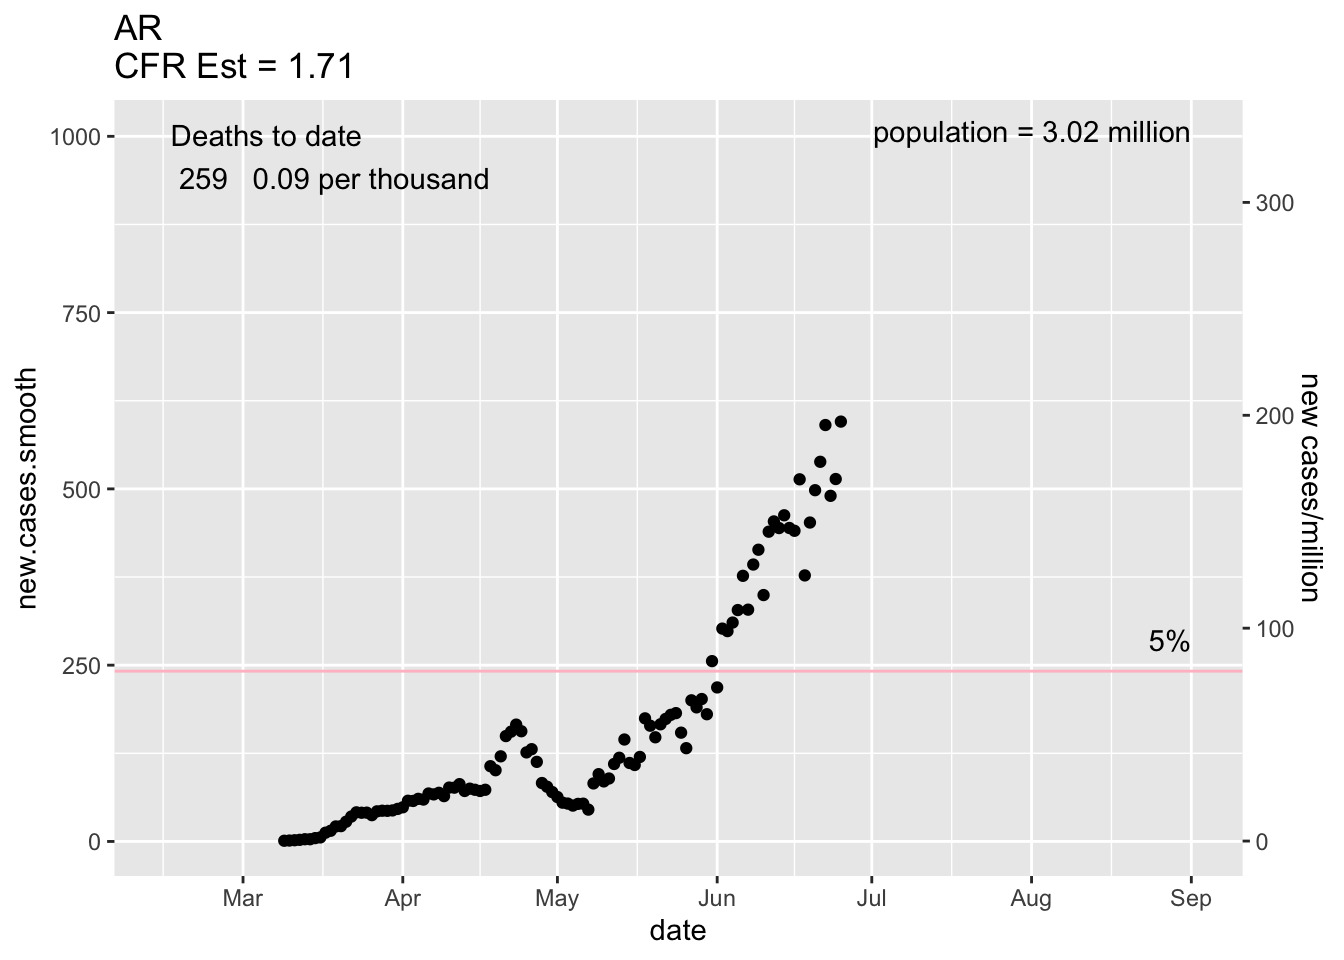 AR
CFR Est = 1.71
Deaths to date
259 0.09 per thousand
population = 3.02 million
1000
750
500
250
0
new.cases.smooth
300
200
100
0
new cases/million
5%
Mar Apr May Jun Jul Aug Sep
date